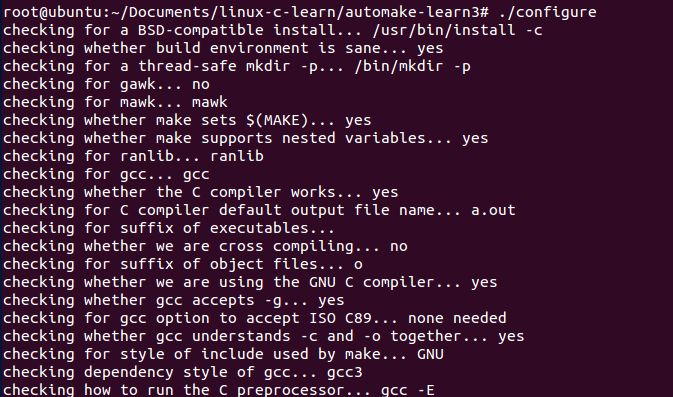 root@ubuntu:~/Documents/linux-c-learn/automake-learn3# ./configure
checking for a BSD-compatible install... /usr/bin/install -c
checking whether build environment is sane... yes
checking for a thread-safe mkdir -p... /bin/mkdir -p
checking for gawk... no
checking for mawk... mawk
checking whether make sets $(MAKE)... yes
checking whether make supports nested variables... yes
checking for ranlib... ranlib
checking for gcc... gcc
checking whether the C compiler works... yes
checking for C compiler default output file name... a.out
checking for suffix of executables...
checking whether we are cross compiling... no
checking for suffix of object files... o
checking whether we are using the GNU C compiler... yes
checking whether gcc accepts -g... yes
checking for gcc option to accept ISO C89... none needed
checking whether gcc understands -c and -o together... yes
checking for style of include used by make... GNU
checking dependency style of gcc... gcc3
checking how to run the C preprocessor... gcc -E